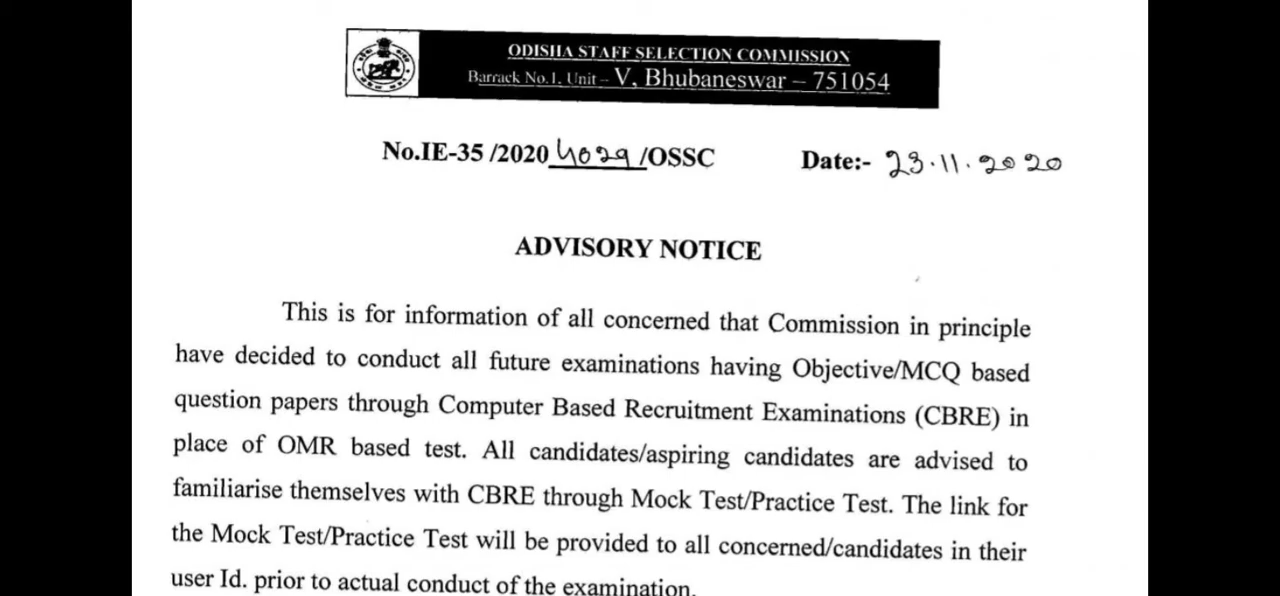 ODISHA STAFF SELECTION COMMISSION
Barrack No.1, Unit – V, Bhubaneswar – 751054
No.IE-35 /2020 4029 /OSSC Date:- 23.11.2020
ADVISORY NOTICE
This is for information of all concerned that Commission in principle
have decided to conduct all future examinations having Objective/MCQ based
question papers through Computer Based Recruitment Examinations (CBRE) in
place of OMR based test. All candidates/aspiring candidates are advised to
familiarise themselves with CBRE through Mock Test/Practice Test. The link for
the Mock Test/Practice Test will be provided to all concerned/candidates in their
user Id. prior to actual conduct of the examination.